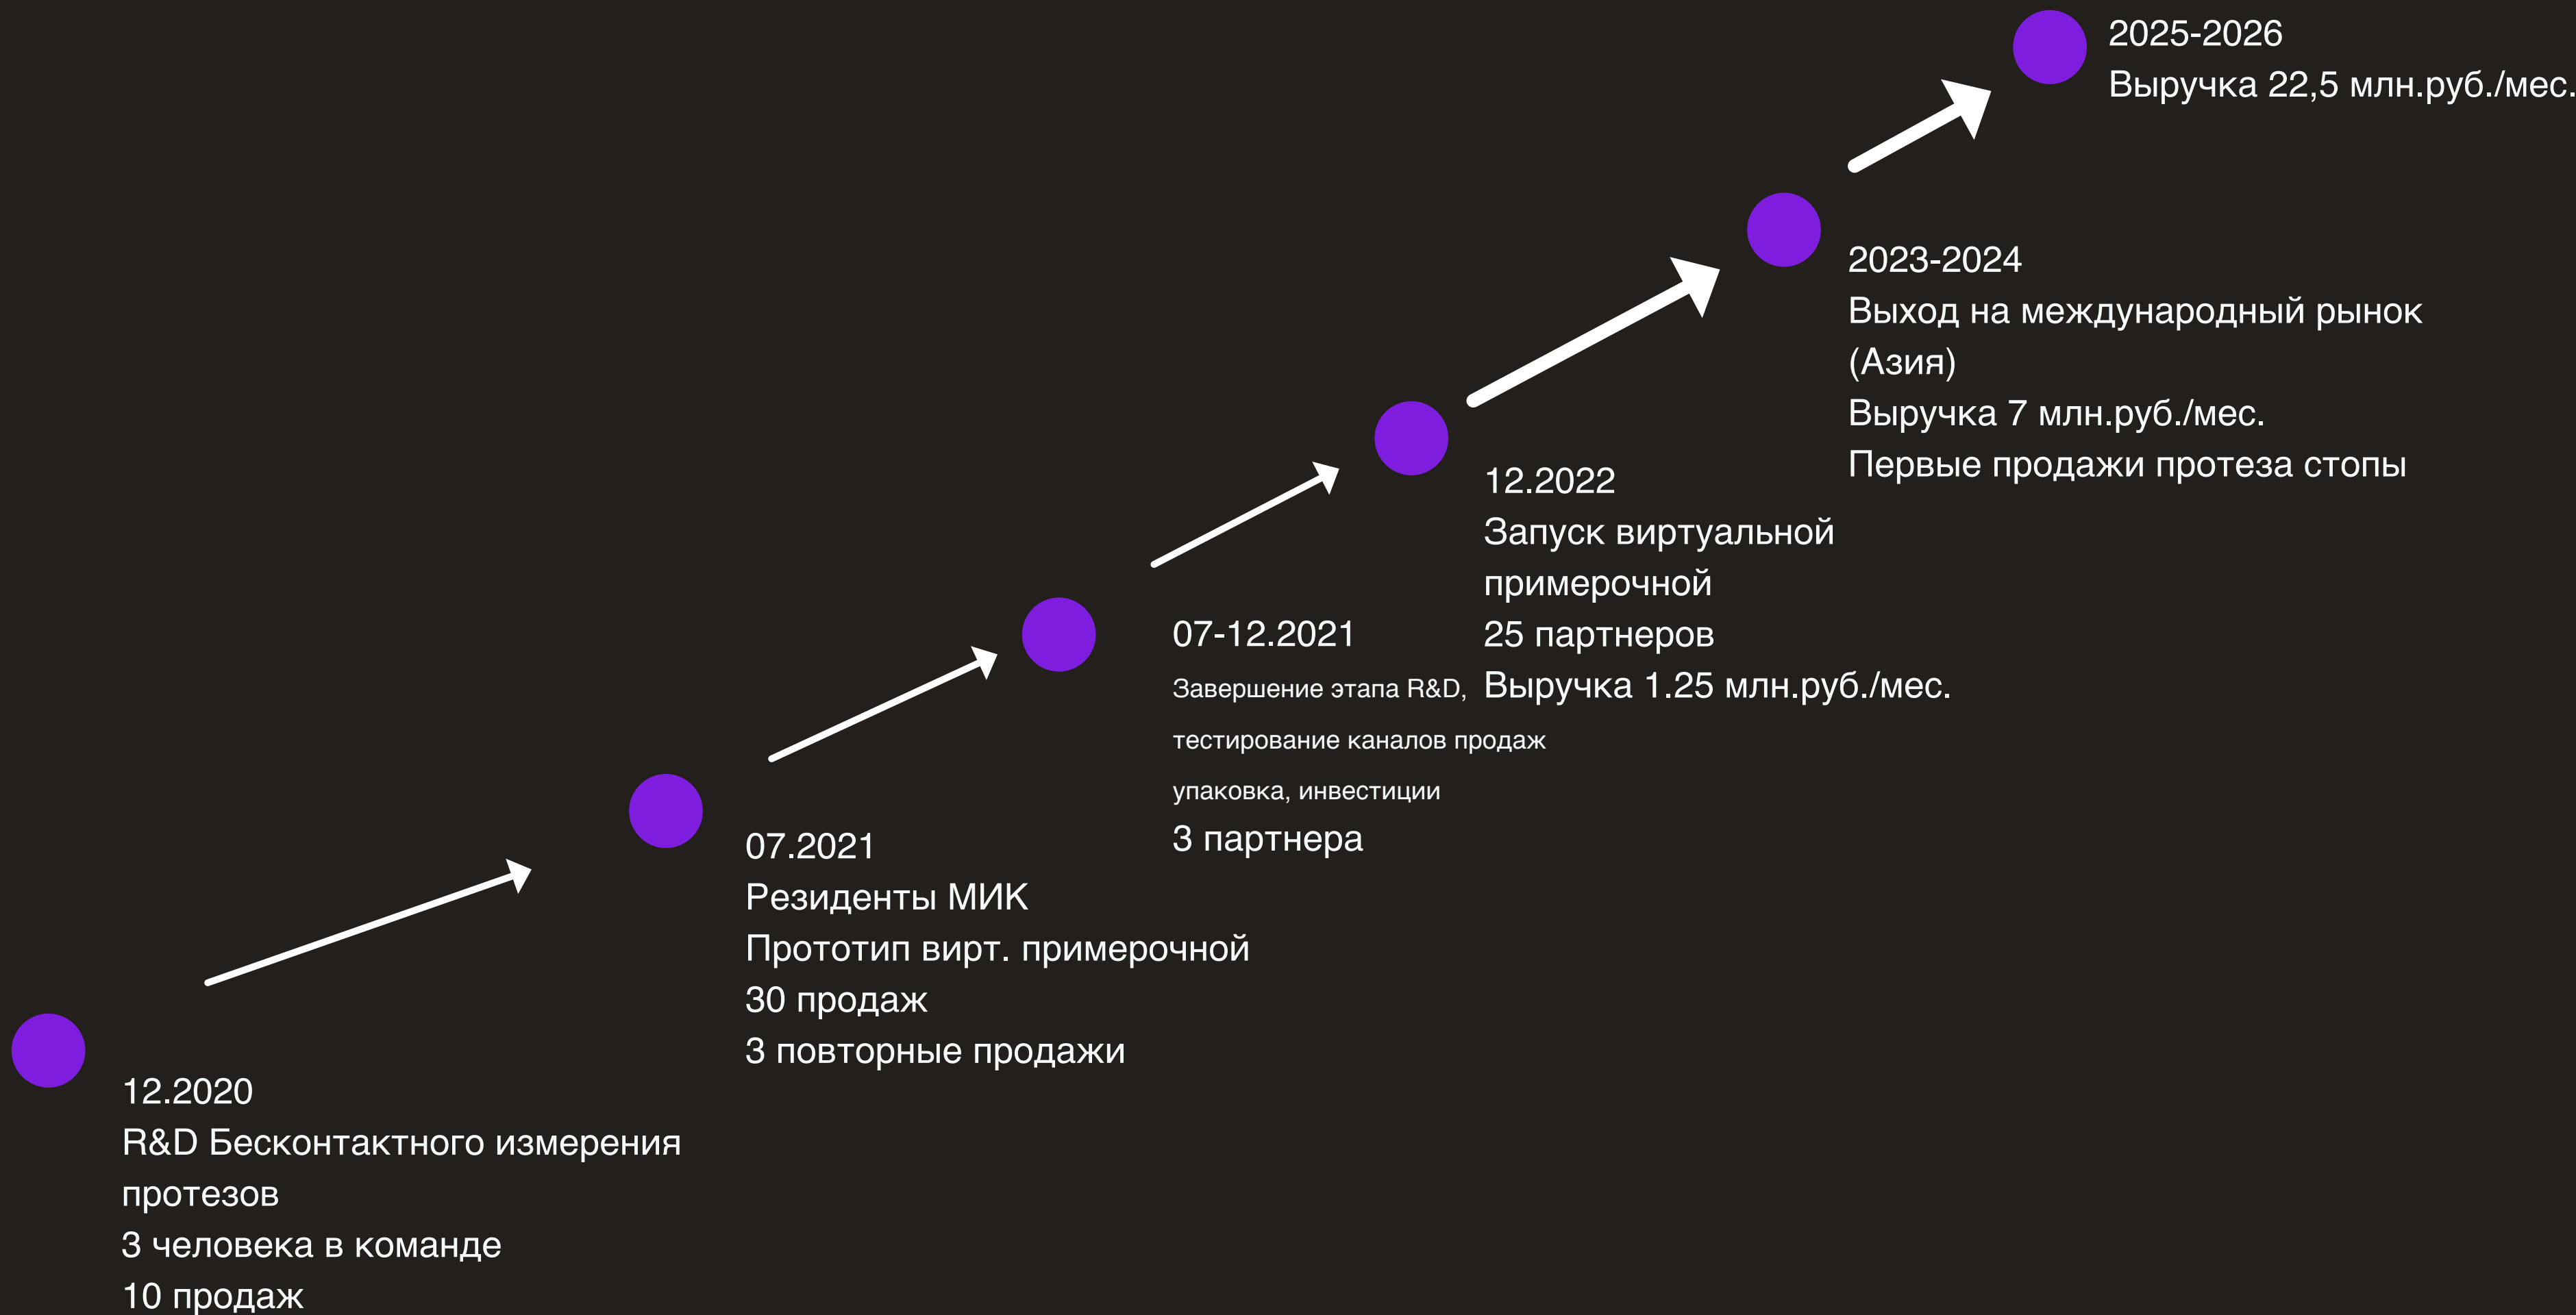 12.2020
R&D Бесконтактного измерения
протезов
3 человека в команде
10 продаж
07.2021
Резиденты МИК
Прототип вирт. примерочной
30 продаж
3 повторные продажи
07-12.2021
Завершение этапа R&D,
тестирование каналов продаж
упаковка, инвестиции
3 партнера
12.2022
Запуск виртуальной
примерочной
25 партнеров
Выручка 1.25 млн.руб./мес.
2023-2024
Выход на международный рынок
(Азия)
Выручка 7 млн.руб./мес.
Первые продажи протеза стопы
2025-2026
Выручка 22,5 млн.руб./мес.